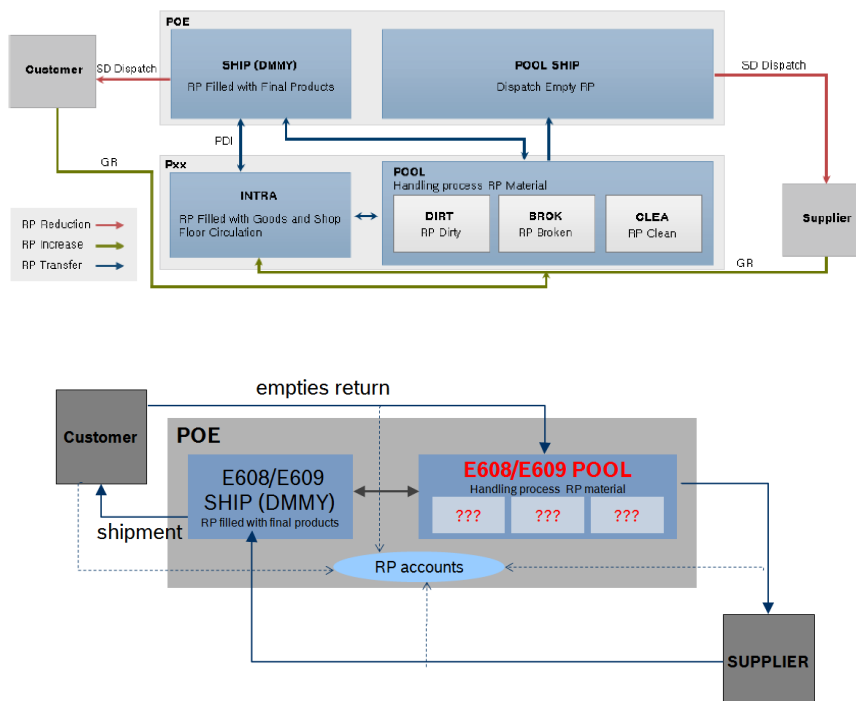 POE
Customer
SD Dispatch
SHIP (DMMY)
RP Filled with Final Products
POOL SHIP
Dispatch Empty RP
SD Dispatch
PDI
GR
Pxx
INTRA
RP Filled with Goods and Shop
Floor Circulation
POOL
Handling process RP Material
DIRT
RP Dirty
BROK
RP Broken
CLEA
RP Clean
Supplier
GR
RP Reduction
RP Increase
RP Transfer
empties return
Customer
POE
E608/E609
SHIP (DMMY)
RP filled with final products
E608/E609 POOL
Handling process RP material
???
???
???
shipment
RP accounts
SUPPLIER